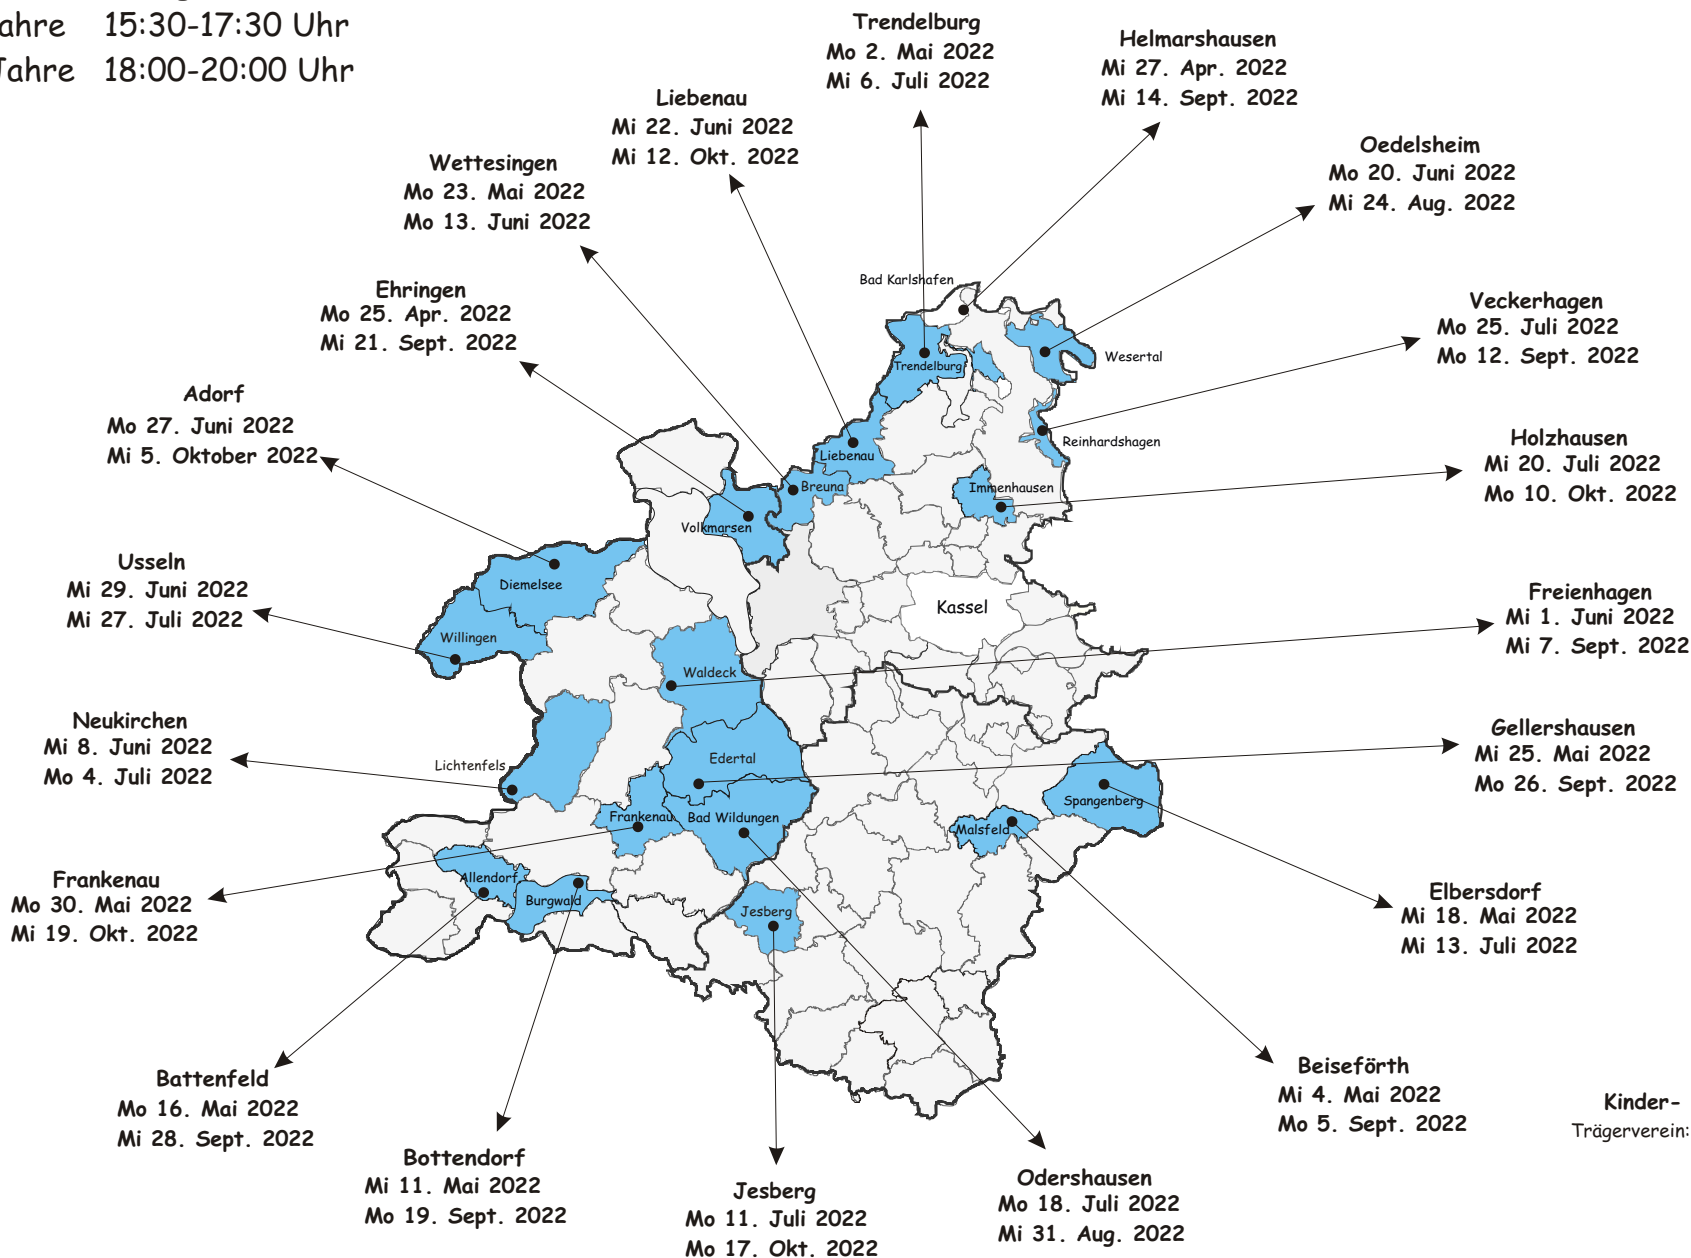 ahre 15:30-17:30 Uhr
Jahre 18:00-20:00 Uhr
Trendelburg
Mo 2. Mai 2022
Mi 6. Juli 2022
Helmarshausen
Mi 27. Apr. 2022
Mi 14. Sept. 2022
Liebenau
Mi 22. Juni 2022
Mi 12. Okt. 2022
Oedelsheim
Mo 20. Juni 2022
Mi 24. Aug. 2022
Wettesingen
Mo 23. Mai 2022
Mo 13. Juni 2022
Ehringen
Mo 25. Apr. 2022
Mi 21. Sept. 2022
Veckerhagen
Mo 25. Juli 2022
Mo 12. Sept. 2022
Adorf
Mo 27. Juni 2022
Mi 5. Oktober 2022
Holzhausen
Mi 20. Juli 2022
Mo 10. Okt. 2022
Usseln
Mi 29. Juni 2022
Mi 27. Juli 2022
Freienhagen
Mi 1. Juni 2022
Mi 7. Sept. 2022
Neukirchen
Mi 8. Juni 2022
Mo 4. Juli 2022
Gellershausen
Mi 25. Mai 2022
Mo 26. Sept. 2022
Frankenau
Mo 30. Mai 2022
Mi 19. Okt. 2022
Elbersdorf
Mi 18. Mai 2022
Mi 13. Juli 2022
Battenfeld
Mo 16. Mai 2022
Mi 28. Sept. 2022
Bottendorf
Mi 11. Mai 2022
Mo 19. Sept. 2022
Jesberg
Mo 11. Juli 2022
Mo 17. Okt. 2022
Odershausen
Mo 18. Juli 2022
Mi 31. Aug. 2022
Beiseförth
Mi 4. Mai 2022
Mo 5. Sept. 2022
Kinder-
Trägerverein:
Bad Karlshafen
Trendelburg
Wesertal
Reinhardshagen
Liebenau
Breuna
Immenhausen
Volkmarsen
Diemelsee
Kassel
Willingen
Waldeck
Lichtenfels
Edertal
Spangenberg
Frankenau
Bad Wildungen
Malsfeld
Allendorf
Burgwald
Jesberg